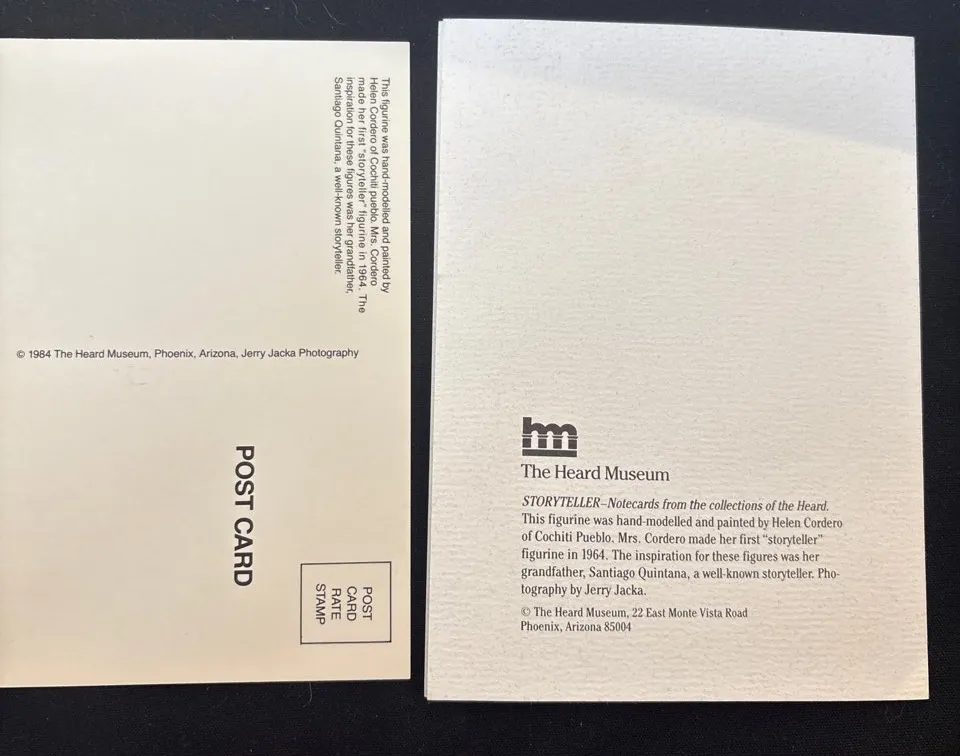 This figurine was hand-modelled and painted by
Helen Cordero of Cochiti pueblo. Mrs. Cordero
made her first "storyteller" figurine in 1964. The
inspiration for these figures was her grandfather,
Santiago Quintana, a well-known storyteller.
© 1984 The Heard Museum, Phoenix, Arizona, Jerry Jacka Photography
POST CARD
POST
CARD
RATE
STAMP
hm
The Heard Museum
STORYTELLER–Notecards from the collections of the Heard.
This figurine was hand-modelled and painted by Helen Cordero
of Cochiti Pueblo. Mrs. Cordero made her first “storyteller”
figurine in 1964. The inspiration for these figures was her
grandfather, Santiago Quintana, a well-known storyteller. Pho-
tography by Jerry Jacka.
© The Heard Museum, 22 East Monte Vista Road
Phoenix, Arizona 85004